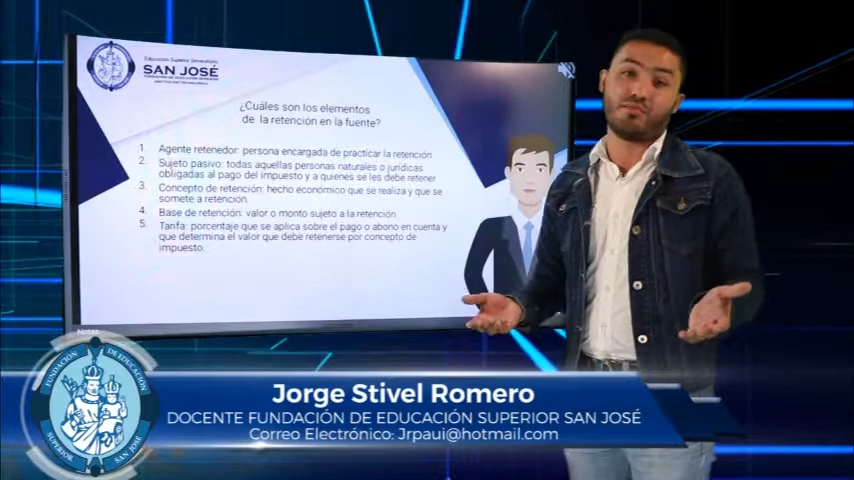 Educación Superior Universitaria
SAN JOSÉ
FUNDACIÓN DE EDUCACIÓN SUPERIOR
¿Cuáles son los elementos
de la retención en la fuente?
1. Agente retenedor: persona encargada de practicar la retención
2. Sujeto pasivo: todas aquellas personas naturales o jurídicas
obligadas al pago del impuesto y a quienes se les debe retener
3. Concepto de retención: hecho económico que se realiza y que se
somete a retención.
4. Base de retención: valor o monto sujeto a la retención
5. Tarifa: porcentaje que se aplica sobre el pago o abono en cuenta y
que determina el valor que debe retenerse por concepto de
impuesto.
Notas
FUNDACIÓN DE EDUCACIÓN
SUPERIOR SAN JOSÉ
Jorge Stivel Romero
DOCENTE FUNDACIÓN DE EDUCACIÓN SUPERIOR SAN JOSÉ
Correo Electrónico: Jrpaui@hotmail.com